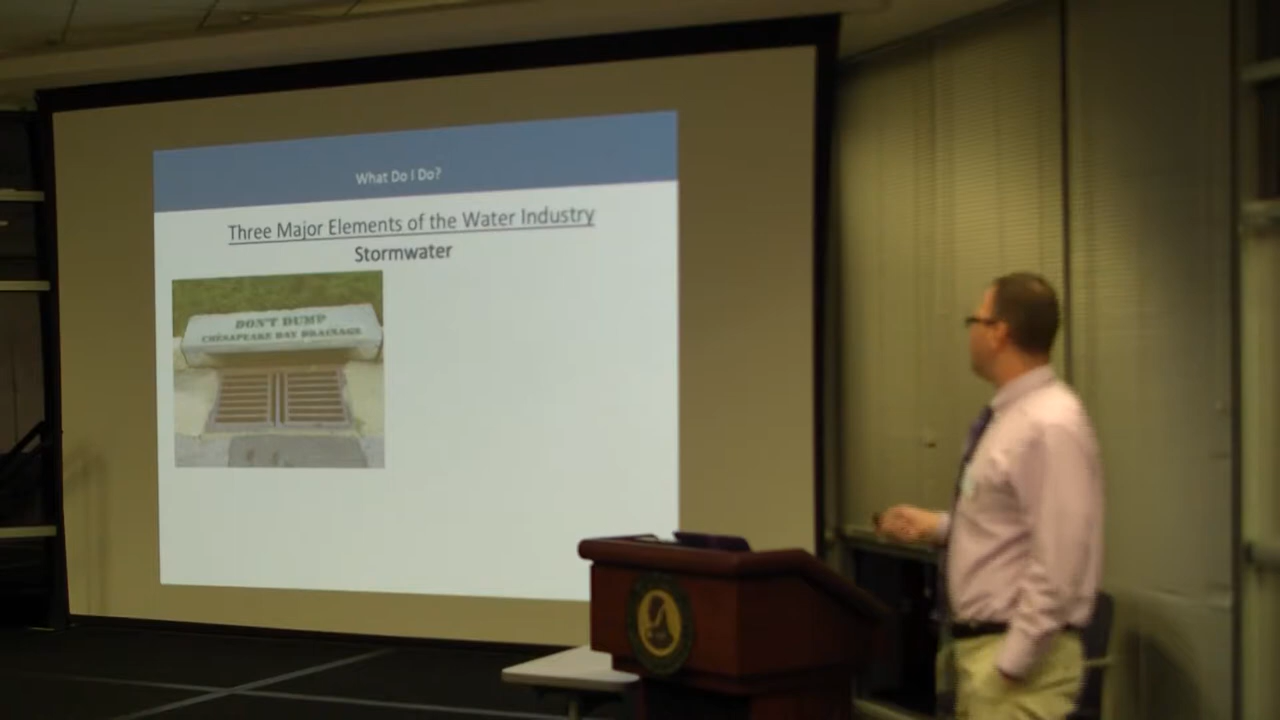 What Do I Do?
Three Major Elements of the Water Industry
Stormwater
DON'T DUMP
CHESAPEAKE BAY DRAINAGE